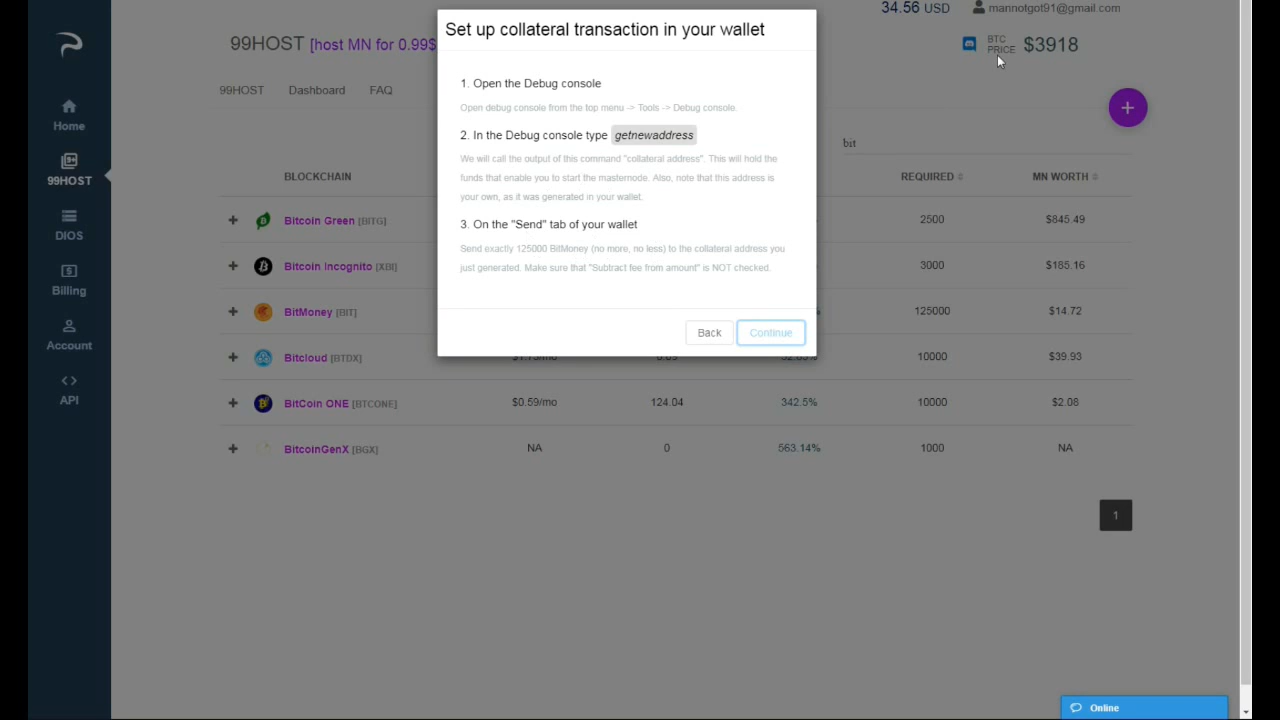 34.56 USD
mannotgot91@gmail.com
99HOST [host MN for 0.99$
BTC
PRICE
$3918
99HOST
Dashboard
FAQ
Home
99HOST
DIOS
Billing
Account
API
Set up collateral transaction in your wallet
1. Open the Debug console
Open debug console from the top menu -> Tools -> Debug console.
2. In the Debug console type getnewaddress
We will call the output of this command "collateral address". This will hold the
funds that enable you to start the masternode. Also, note that this address is
your own, as it was generated in your wallet.
3. On the "Send" tab of your wallet
Send exactly 125000 BitMoney (no more, no less) to the collateral address you
just generated. Make sure that "Subtract fee from amount" is NOT checked.
Back
Continue
+
bit
BLOCKCHAIN REQUIRED MN WORTH
+ Bitcoin Green [BITG] 2500 $845.49
+ Bitcoin Incognito [XBI] 3000 $185.16
+ BitMoney [BIT] 125000 $14.72
+ Bitcloud [BTDX] 10000 $39.93
+ BitCoin ONE [BTCONE] $0.59/mo 124.04 342.5% 10000 $2.08
+ BitcoinGenX [BGX] NA 0 563.14% 1000 NA
1
Online